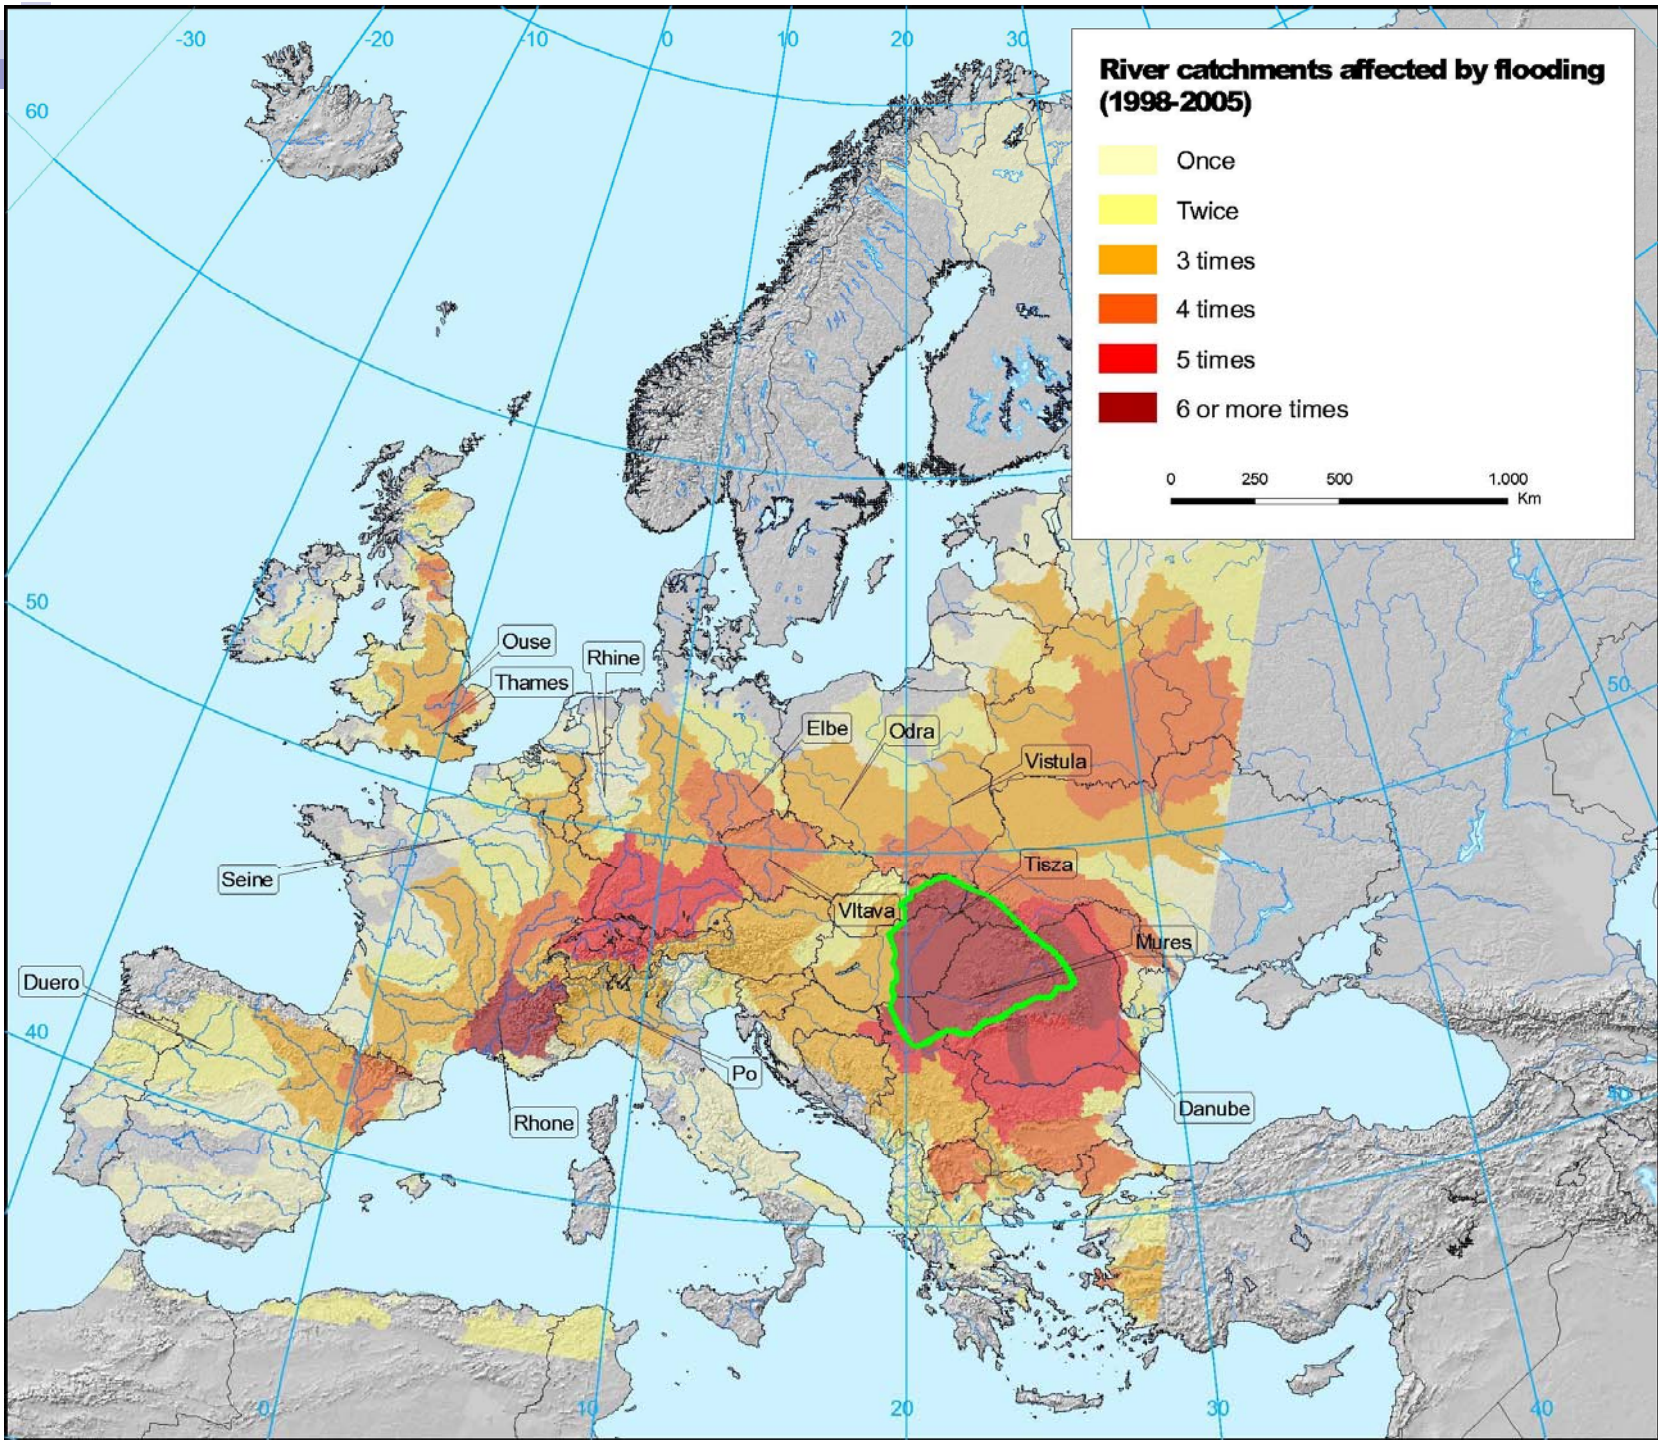 -30
-20
-10
0
10
20
30
60
50
40
River catchments affected by flooding
(1998-2005)
Once
Twice
3 times
4 times
5 times
6 or more times
0 250 500 1.000
Km
Ouse
Thames
Rhine
Elbe
Odra
Vistula
Seine
Vltava
Tisza
Mures
Duero
Po
Rhone
Danube
50
0
10
20
30
40